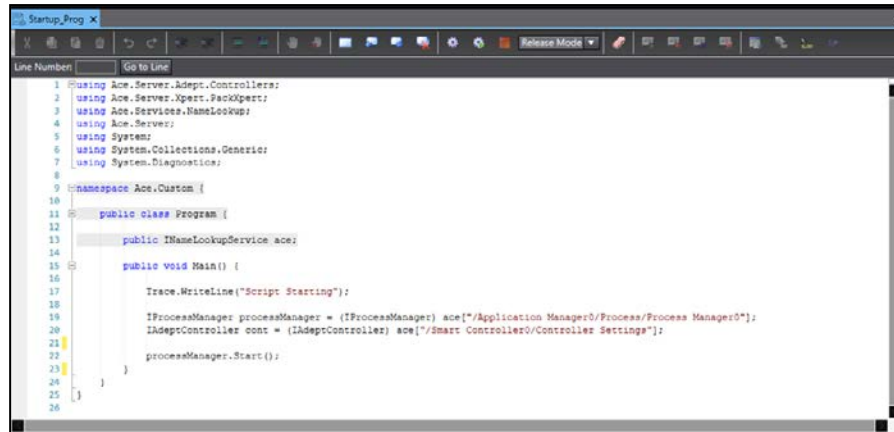 Startup_Prog X
Release Mode
Line Number: Go to Line
1 using Ace.Server.Adept.Controllers;
2 using Ace.Server.Xpert.PackXpert;
3 using Ace.Services.NameLookup;
4 using Ace.Server;
5 using System;
6 using System.Collections.Generic;
7 using System.Diagnostics;
8
9 namespace Ace.Custom {
10
11 public class Program {
12
13 public INameLookupService ace;
14
15 public void Main() {
16
17 Trace.WriteLine("Script Starting");
18
19 IProcessManager processManager = (IProcessManager) ace["/Application Manager0/Process/Process Manager0"];
20 IAdeptController cont = (IAdeptController) ace["/Smart Controller0/Controller Settings"];
21
22 processManager.Start();
23 }
24 }
25 }
26